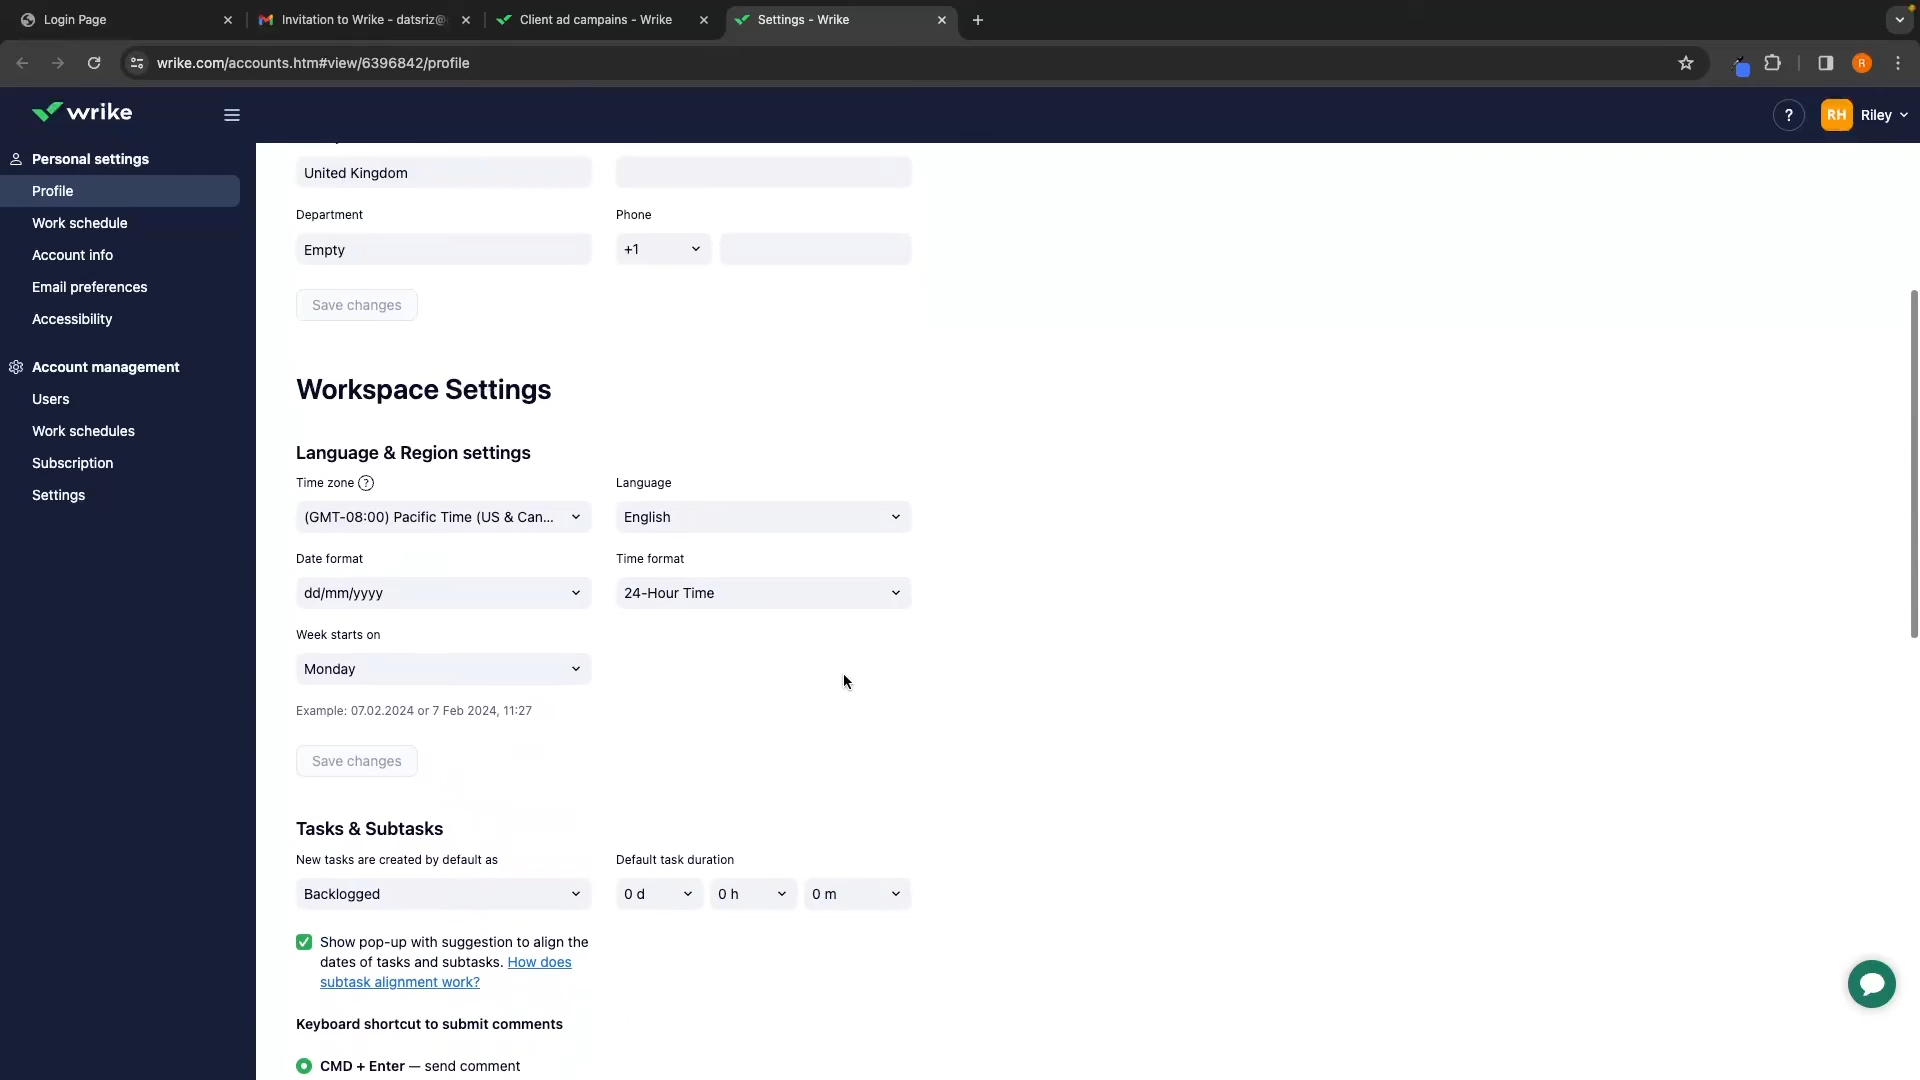 Login Page
Invitation to Wrike - datsriz@
Client ad campains - Wrike
Settings - Wrike
wrike.com/accounts.htm#view/6396842/profile
R
wrike
?
RH
Riley
Personal settings
Profile
Work schedule
Account info
Email preferences
Accessibility
Account management
Users
Work schedules
Subscription
Settings
United Kingdom
Department
Phone
Empty
+1
Save changes
Workspace Settings
Language & Region settings
Time zone ?
Language
(GMT-08:00) Pacific Time (US & Can...
English
Date format
Time format
dd/mm/yyyy
24-Hour Time
Week starts on
Monday
Example: 07.02.2024 or 7 Feb 2024, 11:27
Save changes
Tasks & Subtasks
New tasks are created by default as
Default task duration
Backlogged
0 d
0 h
0 m
Show pop-up with suggestion to align the
dates of tasks and subtasks. How does
subtask alignment work?
Keyboard shortcut to submit comments
CMD + Enter — send comment